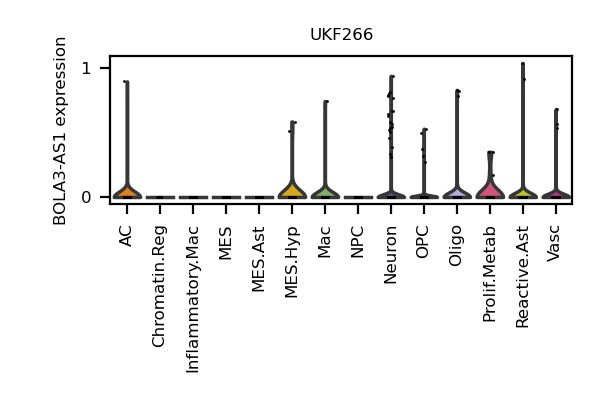 UKF266
BOLA3-AS1 expression
1
0
AC
Chromatin.Reg
Inflammatory.Mac
MES
MES.Ast
MES.Hyp
Mac
NPC
Neuron
OPC
Oligo
Prolif.Metab
Reactive.Ast
Vasc